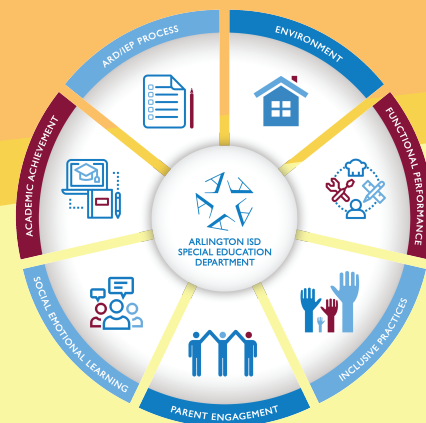 ARD/IEP PROCESS
ENVIRONMENT
FUNCTIONAL PERFORMANCE
INCLUSIVE PRACTICES
PARENT ENGAGEMENT
SOCIAL EMOTIONAL LEARNING
ACADEMIC ACHIEVEMENT
A A A A A
ARLINGTON ISD
SPECIAL EDUCATION
DEPARTMENT